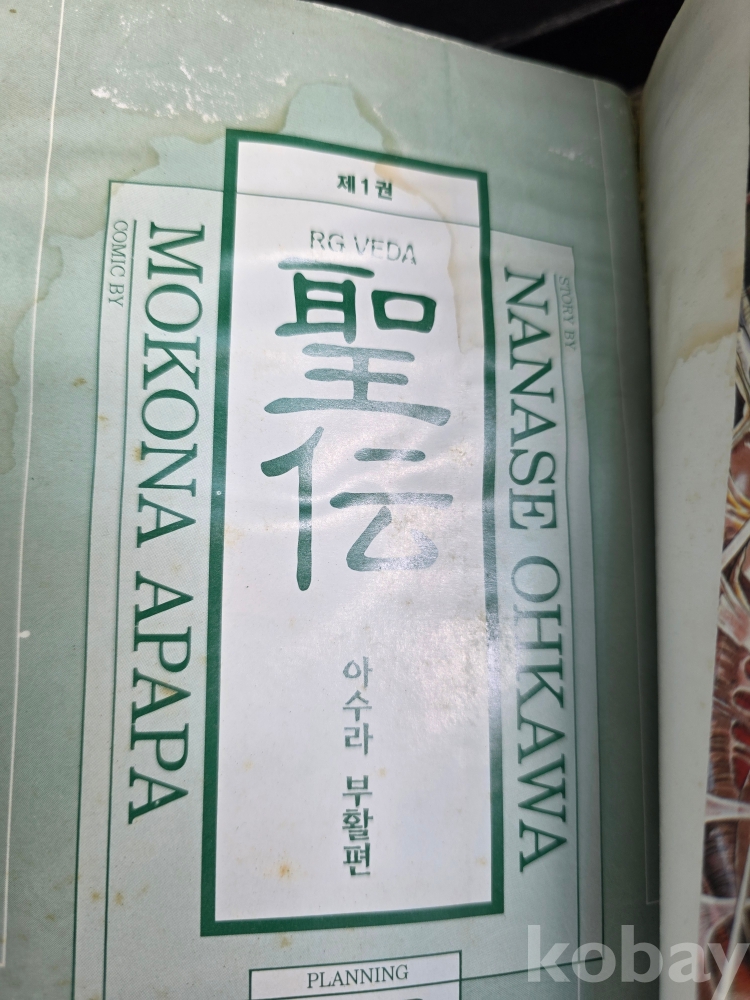 제1권
RG VEDA
聖伝
아수라 부활편
STORY BY
NANASE OHKAWA
COMIC BY
MOKONA APAPA
PLANNING
kobay